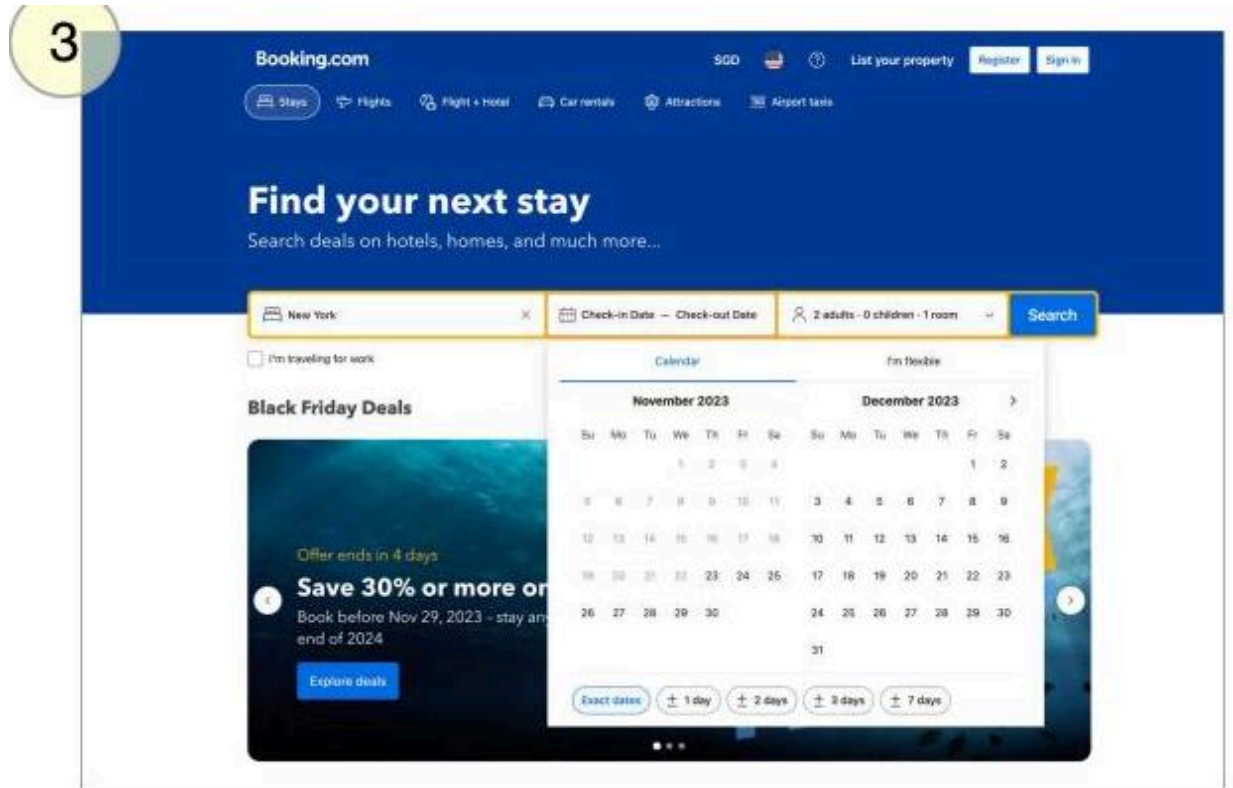 3
Booking.com SGD List your property Register Sign in
Stays Flights Flight + Hotel Car rentals Attractions Airport taxis
Find your next stay
Search deals on hotels, homes, and much more...
New York × Check-in Date — Check-out Date 2 adults · 0 children · 1 room Search
I'm traveling for work
Calendar I'm flexible
Black Friday Deals
November 2023 December 2023
Su Mo Tu We Th Fr Sa Su Mo Tu We Th Fr Sa
1 2 3 4 1 2
5 6 7 8 9 10 11 3 4 5 6 7 8 9
12 13 14 15 16 17 18 10 11 12 13 14 15 16
19 20 21 22 23 24 25 17 18 19 20 21 22 23
26 27 28 29 30 24 25 26 27 28 29 30
31
Offer ends in 4 days
Save 30% or more or
Book before Nov 29, 2023 - stay an
end of 2024
Explore deals
Exact dates ± 1 day ± 2 days ± 3 days ± 7 days